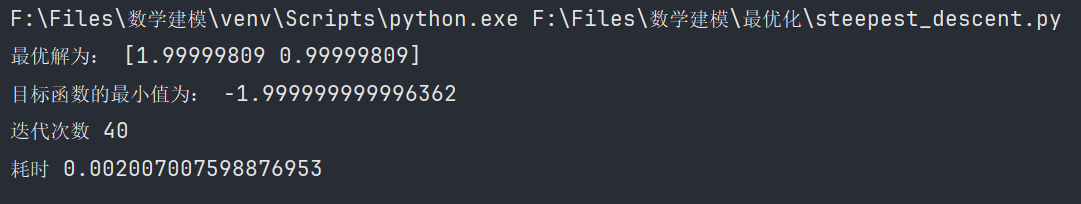 F:\Files\数学建模\venv\Scripts\python.exe F:\Files\数学建模\最优化\steepest_descent.py
最优解为： [1.99999809 0.99999809]
目标函数的最小值为： -1.999999999996362
迭代次数 40
耗时 0.002007007598876953